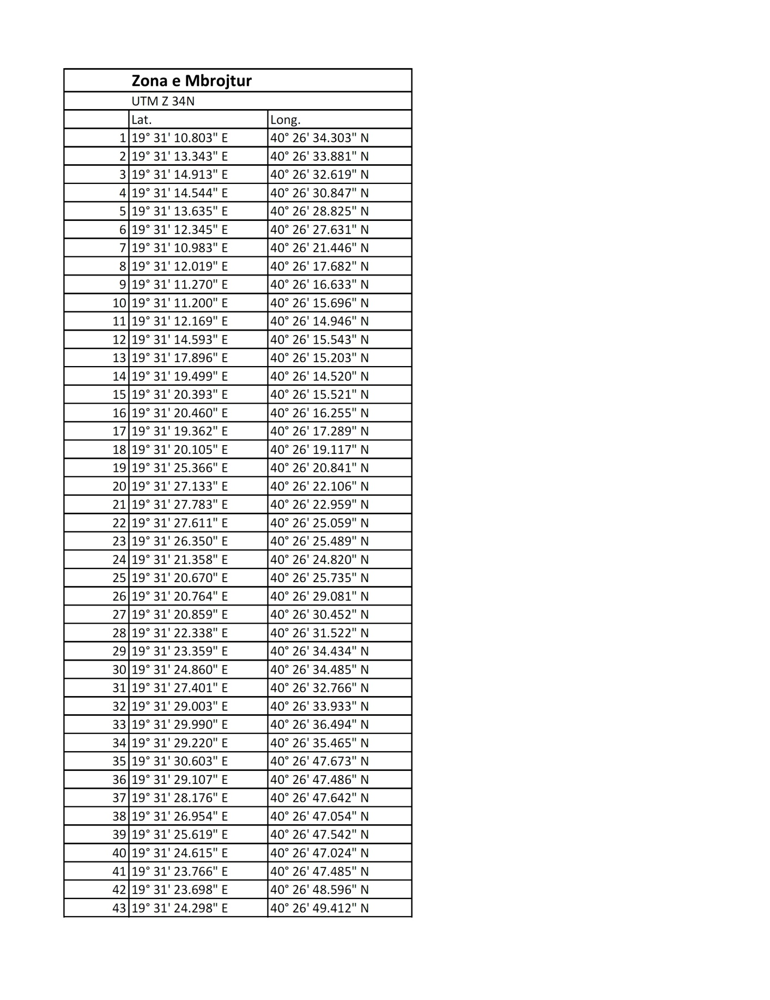 Zona e Mbrojtur
UTM Z 34N
Lat. Long.
1 19° 31' 10.803" E 40° 26' 34.303" N
2 19° 31' 13.343" E 40° 26' 33.881" N
3 19° 31' 14.913" E 40° 26' 32.619" N
4 19° 31' 14.544" E 40° 26' 30.847" N
5 19° 31' 13.635" E 40° 26' 28.825" N
6 19° 31' 12.345" E 40° 26' 27.631" N
7 19° 31' 10.983" E 40° 26' 21.446" N
8 19° 31' 12.019" E 40° 26' 17.682" N
9 19° 31' 11.270" E 40° 26' 16.633" N
10 19° 31' 11.200" E 40° 26' 15.696" N
11 19° 31' 12.169" E 40° 26' 14.946" N
12 19° 31' 14.593" E 40° 26' 15.543" N
13 19° 31' 17.896" E 40° 26' 15.203" N
14 19° 31' 19.499" E 40° 26' 14.520" N
15 19° 31' 20.393" E 40° 26' 15.521" N
16 19° 31' 20.460" E 40° 26' 16.255" N
17 19° 31' 19.362" E 40° 26' 17.289" N
18 19° 31' 20.105" E 40° 26' 19.117" N
19 19° 31' 25.366" E 40° 26' 20.841" N
20 19° 31' 27.133" E 40° 26' 22.106" N
21 19° 31' 27.783" E 40° 26' 22.959" N
22 19° 31' 27.611" E 40° 26' 25.059" N
23 19° 31' 26.350" E 40° 26' 25.489" N
24 19° 31' 21.358" E 40° 26' 24.820" N
25 19° 31' 20.670" E 40° 26' 25.735" N
26 19° 31' 20.764" E 40° 26' 29.081" N
27 19° 31' 20.859" E 40° 26' 30.452" N
28 19° 31' 22.338" E 40° 26' 31.522" N
29 19° 31' 23.359" E 40° 26' 34.434" N
30 19° 31' 24.860" E 40° 26' 34.485" N
31 19° 31' 27.401" E 40° 26' 32.766" N
32 19° 31' 29.003" E 40° 26' 33.933" N
33 19° 31' 29.990" E 40° 26' 36.494" N
34 19° 31' 29.220" E 40° 26' 35.465" N
35 19° 31' 30.603" E 40° 26' 47.673" N
36 19° 31' 29.107" E 40° 26' 47.486" N
37 19° 31' 28.176" E 40° 26' 47.642" N
38 19° 31' 26.954" E 40° 26' 47.054" N
39 19° 31' 25.619" E 40° 26' 47.542" N
40 19° 31' 24.615" E 40° 26' 47.024" N
41 19° 31' 23.766" E 40° 26' 47.485" N
42 19° 31' 23.698" E 40° 26' 48.596" N
43 19° 31' 24.298" E 40° 26' 49.412" N